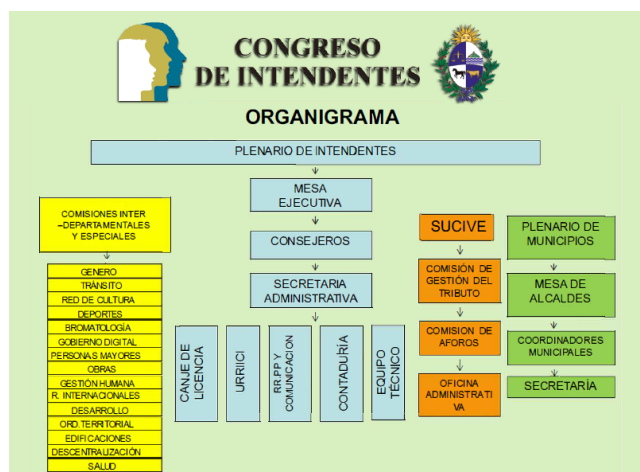 CONGRESO
DE INTENDENTES
ORGANIGRAMA
PLENARIO DE INTENDENTES
MESA
EJECUTIVA
CONSEJEROS
SECRETARIA
ADMINISTRATIVA
CANJE DE
LICENCIA
URRIICI
RR.PP Y
COMUNICACION
CONTADURÍA
EQUIPO
TÉCNICO
COMISIONES INTER
–DEPARTAMENTALES
Y ESPECIALES
GENERO
TRÁNSITO
RED DE CULTURA
DEPORTES
BROMATOLOGÍA
GOBIERNO DIGITAL
PERSONAS MAYORES
OBRAS
GESTIÓN HUMANA
R. INTERNACIONALES
DESARROLLO
ORD.TERRITORIAL
EDIFICACIONES
DESCENTRALIZACIÓN
SALUD
SUCIVE
COMISIÓN DE
GESTIÓN DEL
TRIBUTO
COMISION DE
AFOROS
OFICINA
ADMINISTRATI
VA
PLENARIO DE
MUNICIPIOS
MESA DE
ALCALDES
COORDINADORES
MUNICIPALES
SECRETARÍA